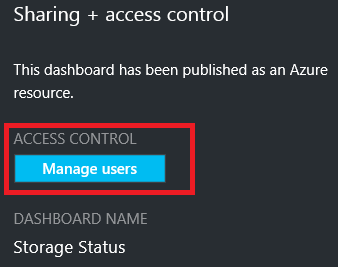 Sharing + access control
This dashboard has been published as an Azure
resource.
ACCESS CONTROL
Manage users
DASHBOARD NAME
Storage Status